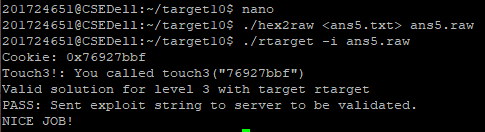 201724651@CSEDell:~/target10$ nano
201724651@CSEDell:~/target10$ ./hex2raw <ans5.txt> ans5.raw
201724651@CSEDell:~/target10$ ./rtarget -i ans5.raw
Cookie: 0x76927bbf
Touch3!: You called touch3("76927bbf")
Valid solution for level 3 with target rtarget
PASS: Sent exploit string to server to be validated.
NICE JOB!